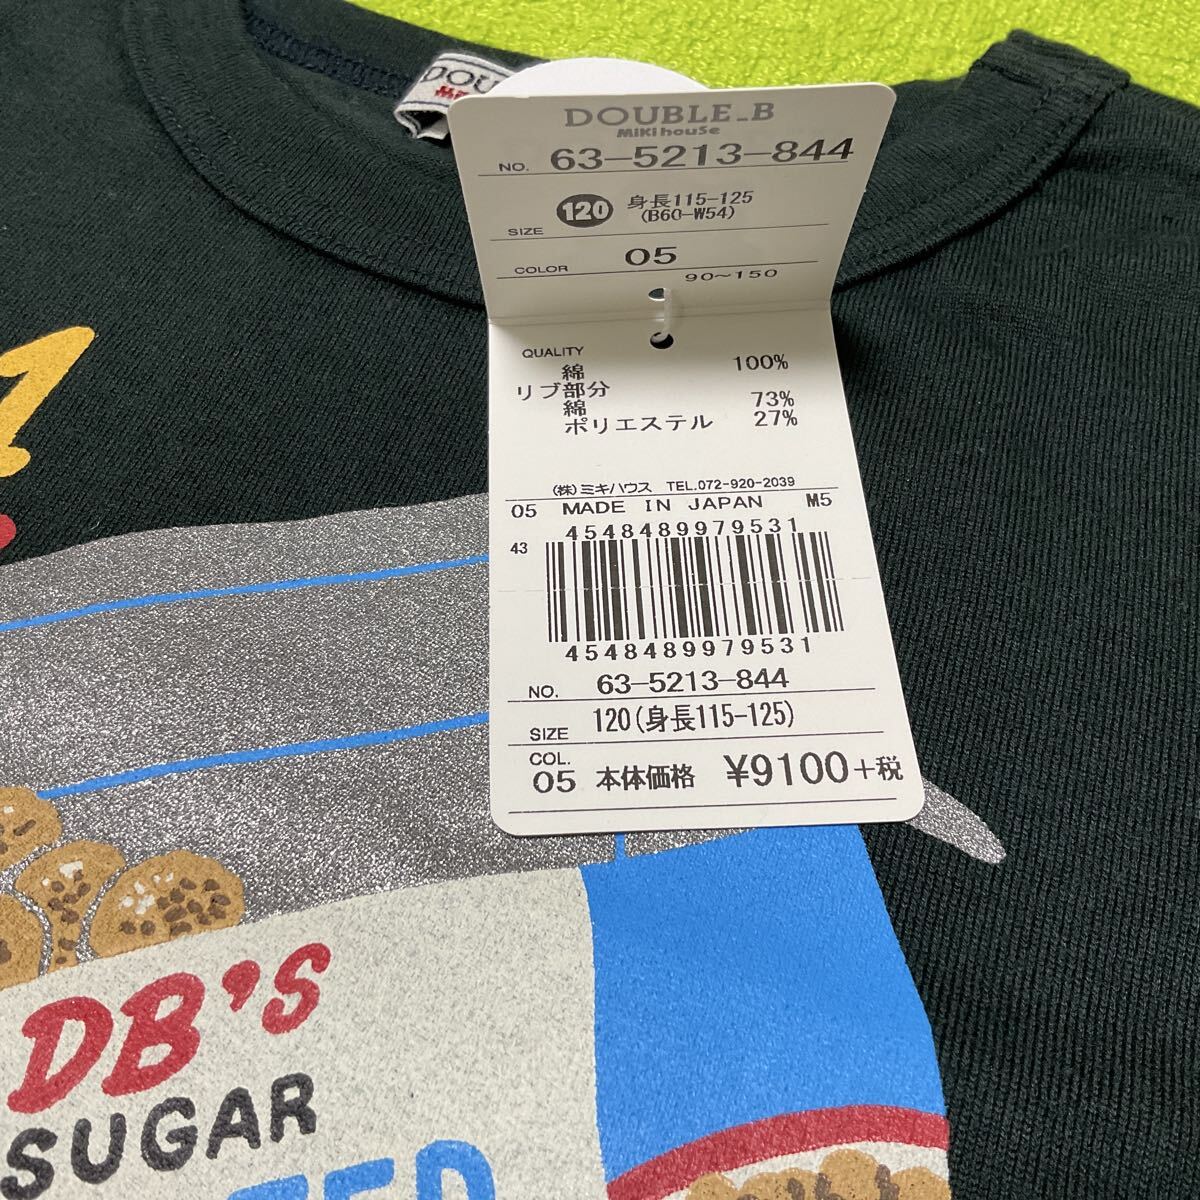 DOUBLE_B
MIKIHOUSE
NO. 63-5213-844
SIZE 120 身長115-125
(B60-W54)
COLOR 05
90~150
QUALITY
綿 100%
リブ部分
綿 73%
ポリエステル 27%
(株)ミキハウス TEL.072-920-2039
05 MADE IN JAPAN M5
4548489979531
43
4548489979531
NO. 63-5213-844
SIZE 120(身長115-125)
COL. 05 本体価格 ¥9100+税
DB'S
SUGAR